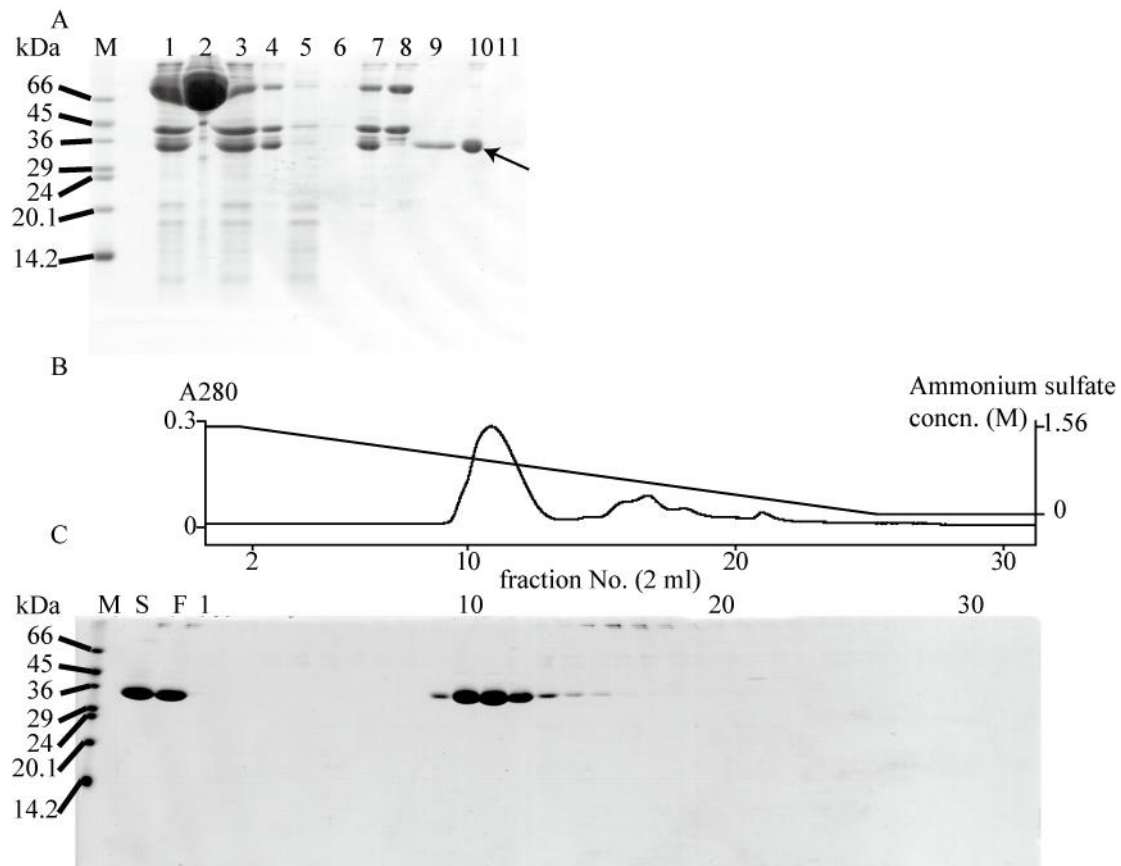 A
kDa M 1 2 3 4 5 6 7 8 9 10 11
66
45
36
29
24
20.1
14.2
B
A280
Ammonium sulfate
concn. (M)
0.3
1.56
0
0
C
2 10 20 30
fraction No. (2 ml)
kDa M S F 1 10 20 30
66
45
36
29
24
20.1
14.2